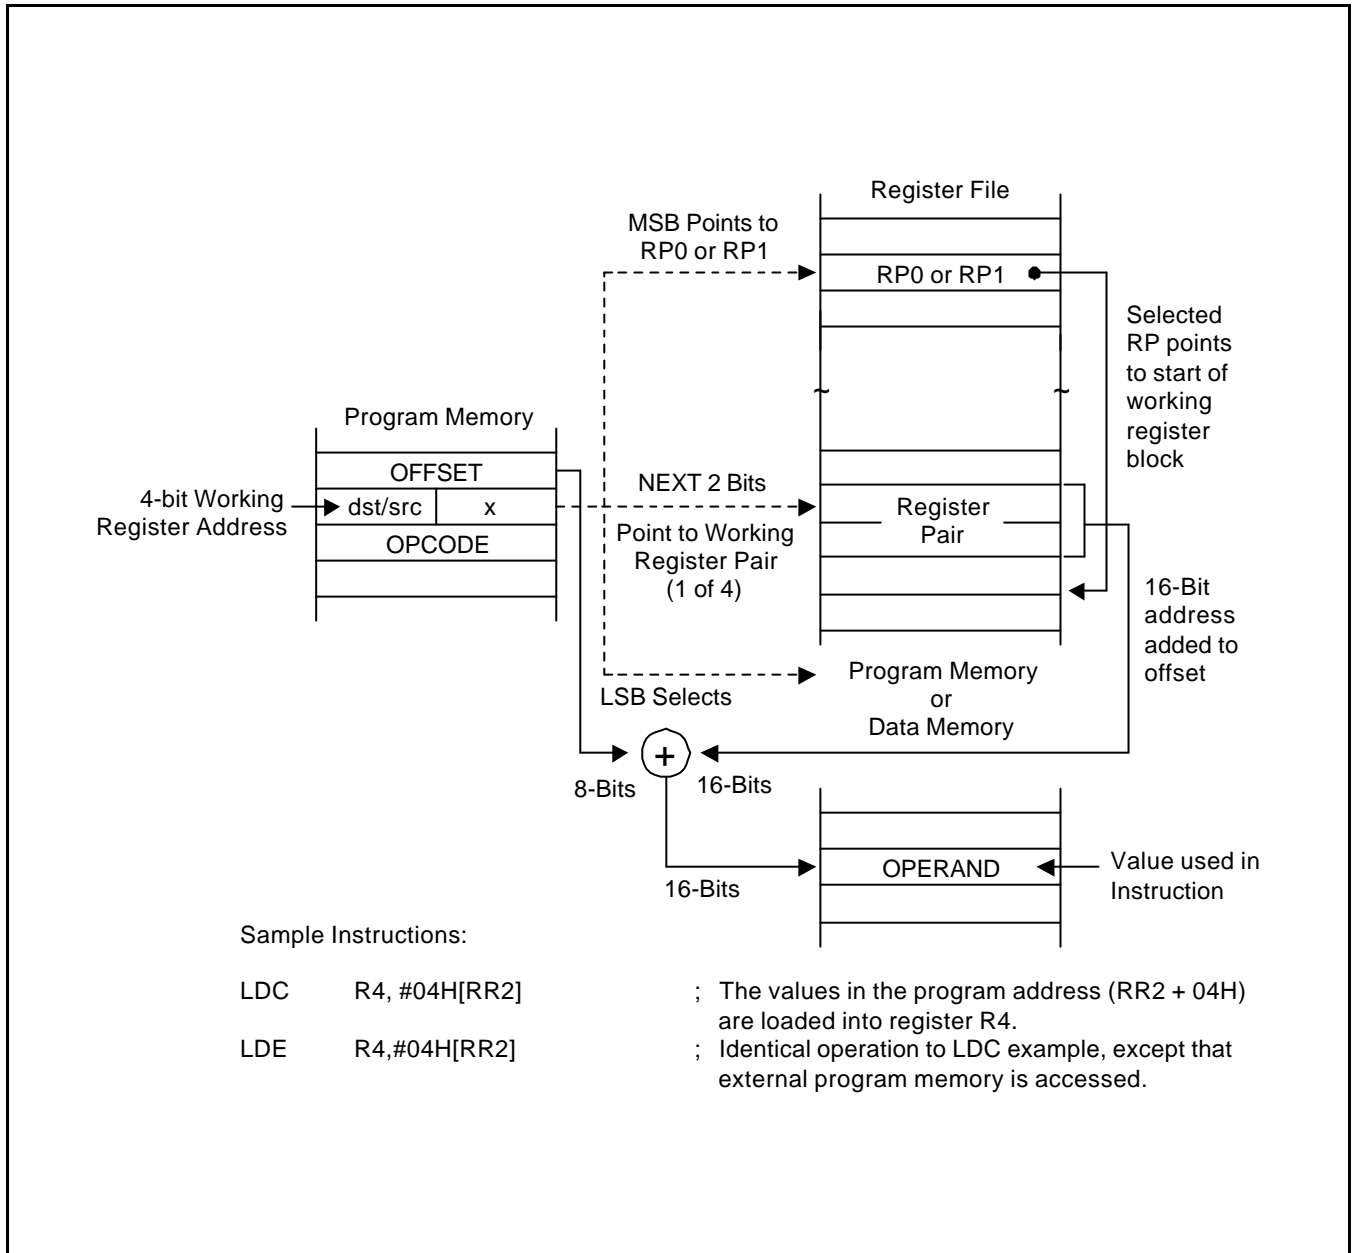 Register File
MSB Points to
RP0 or RP1
RP0 or RP1
Selected
RP points
to start of
working
register
block
~ ~
Program Memory
OFFSET
4-bit Working
Register Address
dst/src x
OPCODE
NEXT 2 Bits
Point to Working
Register Pair
(1 of 4)
Register
Pair
16-Bit
address
added to
offset
LSB Selects
Program Memory
or
Data Memory
+
8-Bits
16-Bits
16-Bits
OPERAND
Value used in
Instruction
Sample Instructions:
LDC R4, #04H[RR2] ; The values in the program address (RR2 + 04H)
are loaded into register R4.
LDE R4,#04H[RR2] ; Identical operation to LDC example, except that
external program memory is accessed.